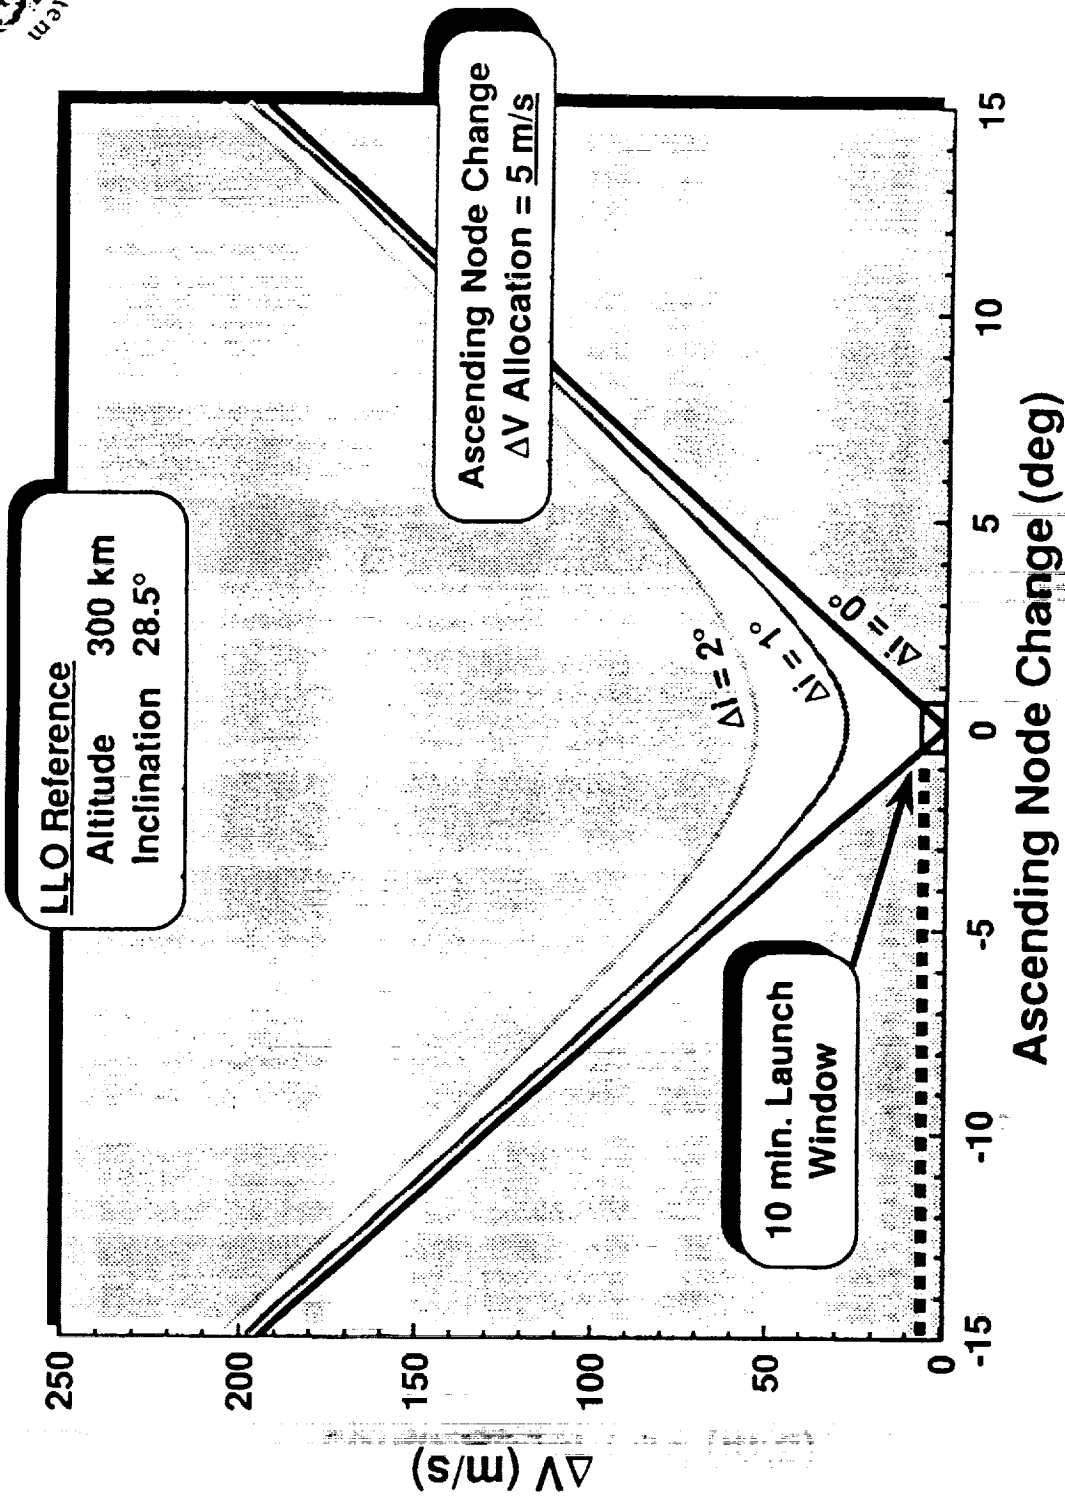 tem
LLO Reference
Altitude 300 km
Inclination 28.5°
Ascending Node Change
ΔV Allocation = 5 m/s
Δi = 2°
Δi = 1°
Δi = 0°
10 min. Launch
Window
ΔV (m/s)
250
200
150
100
50
0
-15
-10
-5
0
5
10
15
Ascending Node Change (deg)